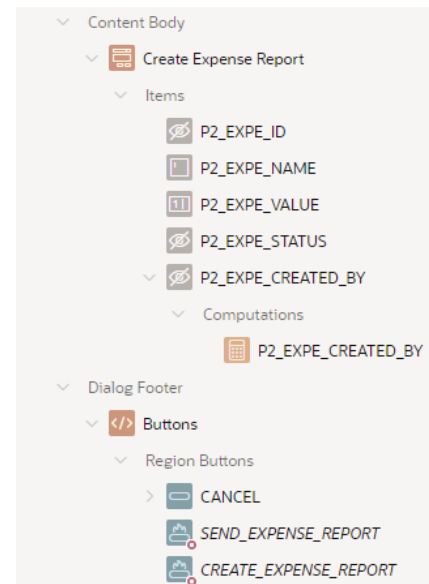 Content Body
Create Expense Report
Items
P2_EXPE_ID
P2_EXPE_NAME
P2_EXPE_VALUE
P2_EXPE_STATUS
P2_EXPE_CREATED_BY
Computations
P2_EXPE_CREATED_BY
Dialog Footer
Buttons
Region Buttons
CANCEL
SEND_EXPENSE_REPORT
CREATE_EXPENSE_REPORT